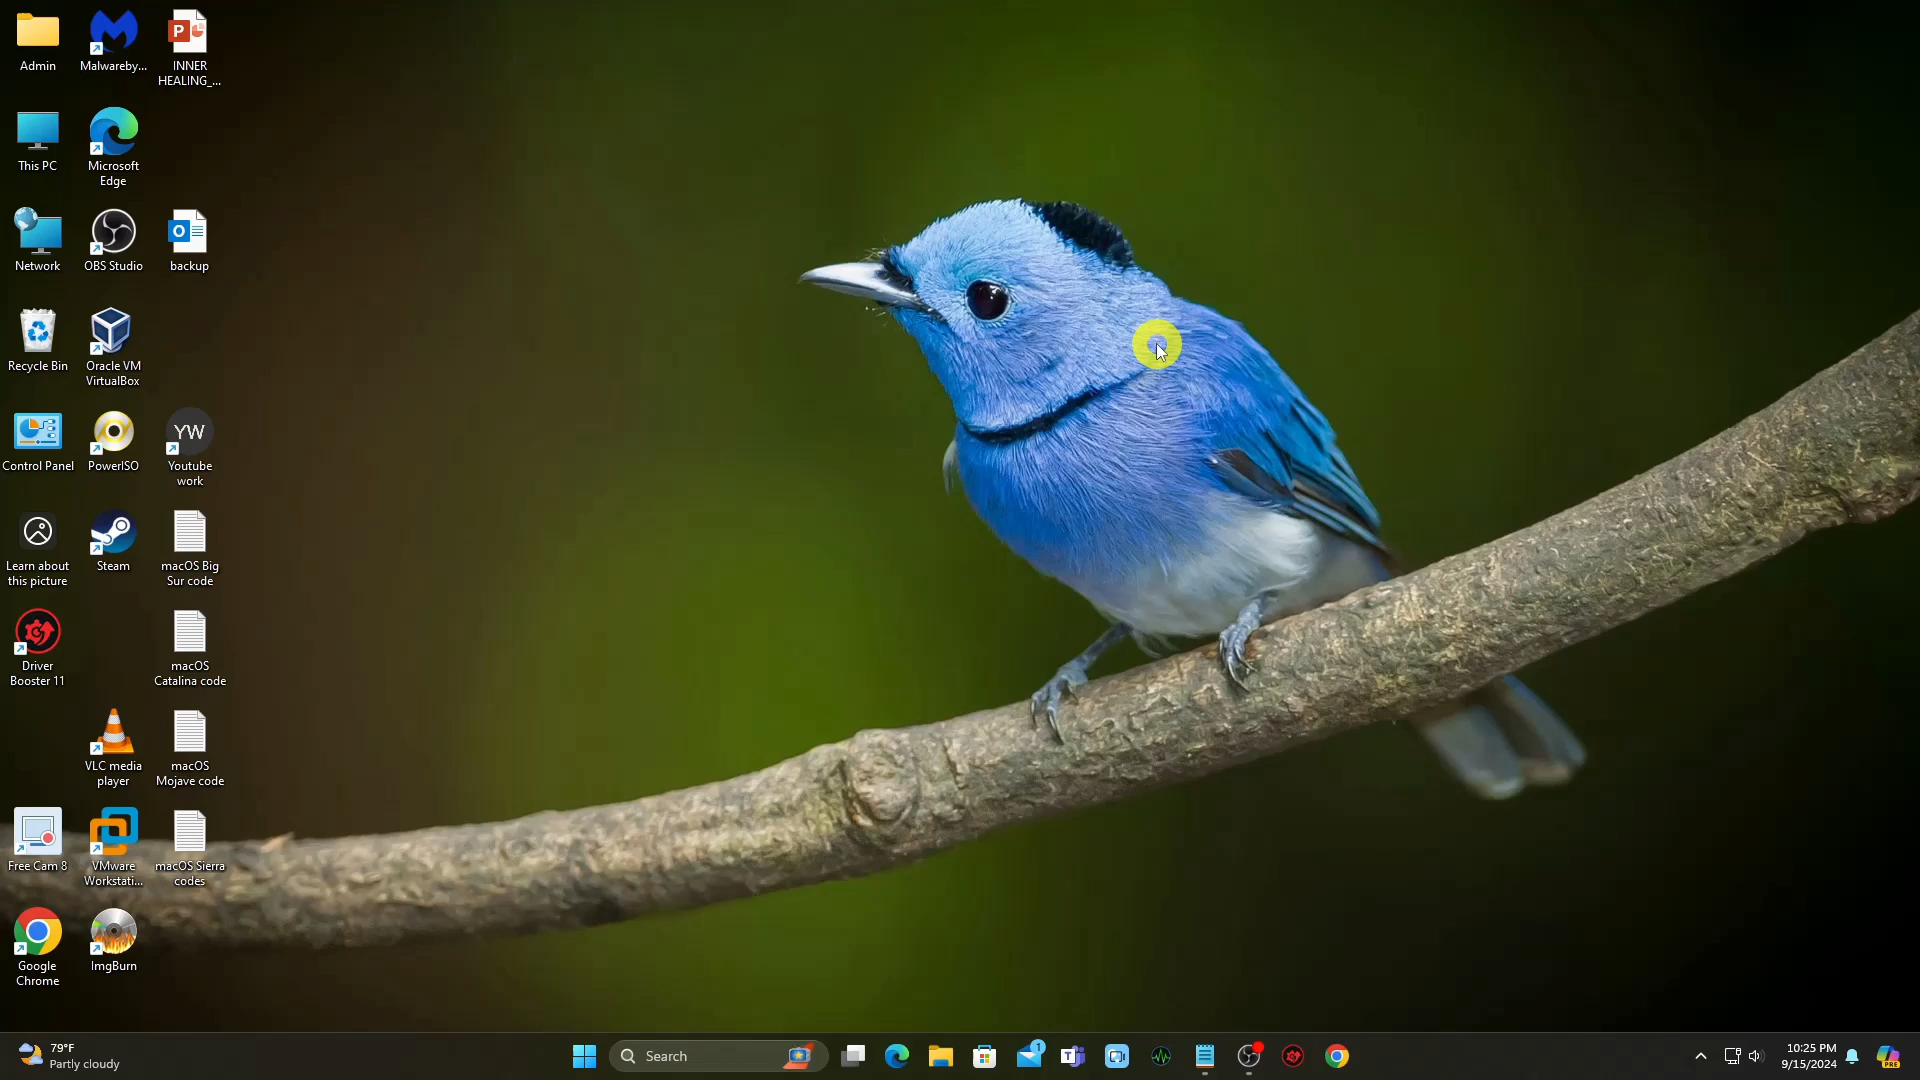 Admin
Malwareby...
INNER
HEALING_...
This PC
Microsoft
Edge
Network
OBS Studio
backup
Recycle Bin
Oracle VM
VirtualBox
Control Panel
PowerISO
YW
Youtube
work
Learn about
this picture
Steam
macOS Big
Sur code
Driver
Booster 11
macOS
Catalina code
VLC media
player
macOS
Mojave code
Free Cam 8
VMware
Workstati...
macOS Sierra
codes
Google
Chrome
ImgBurn
79°F
Partly cloudy
Search
1
10:25 PM
9/15/2024
PRE